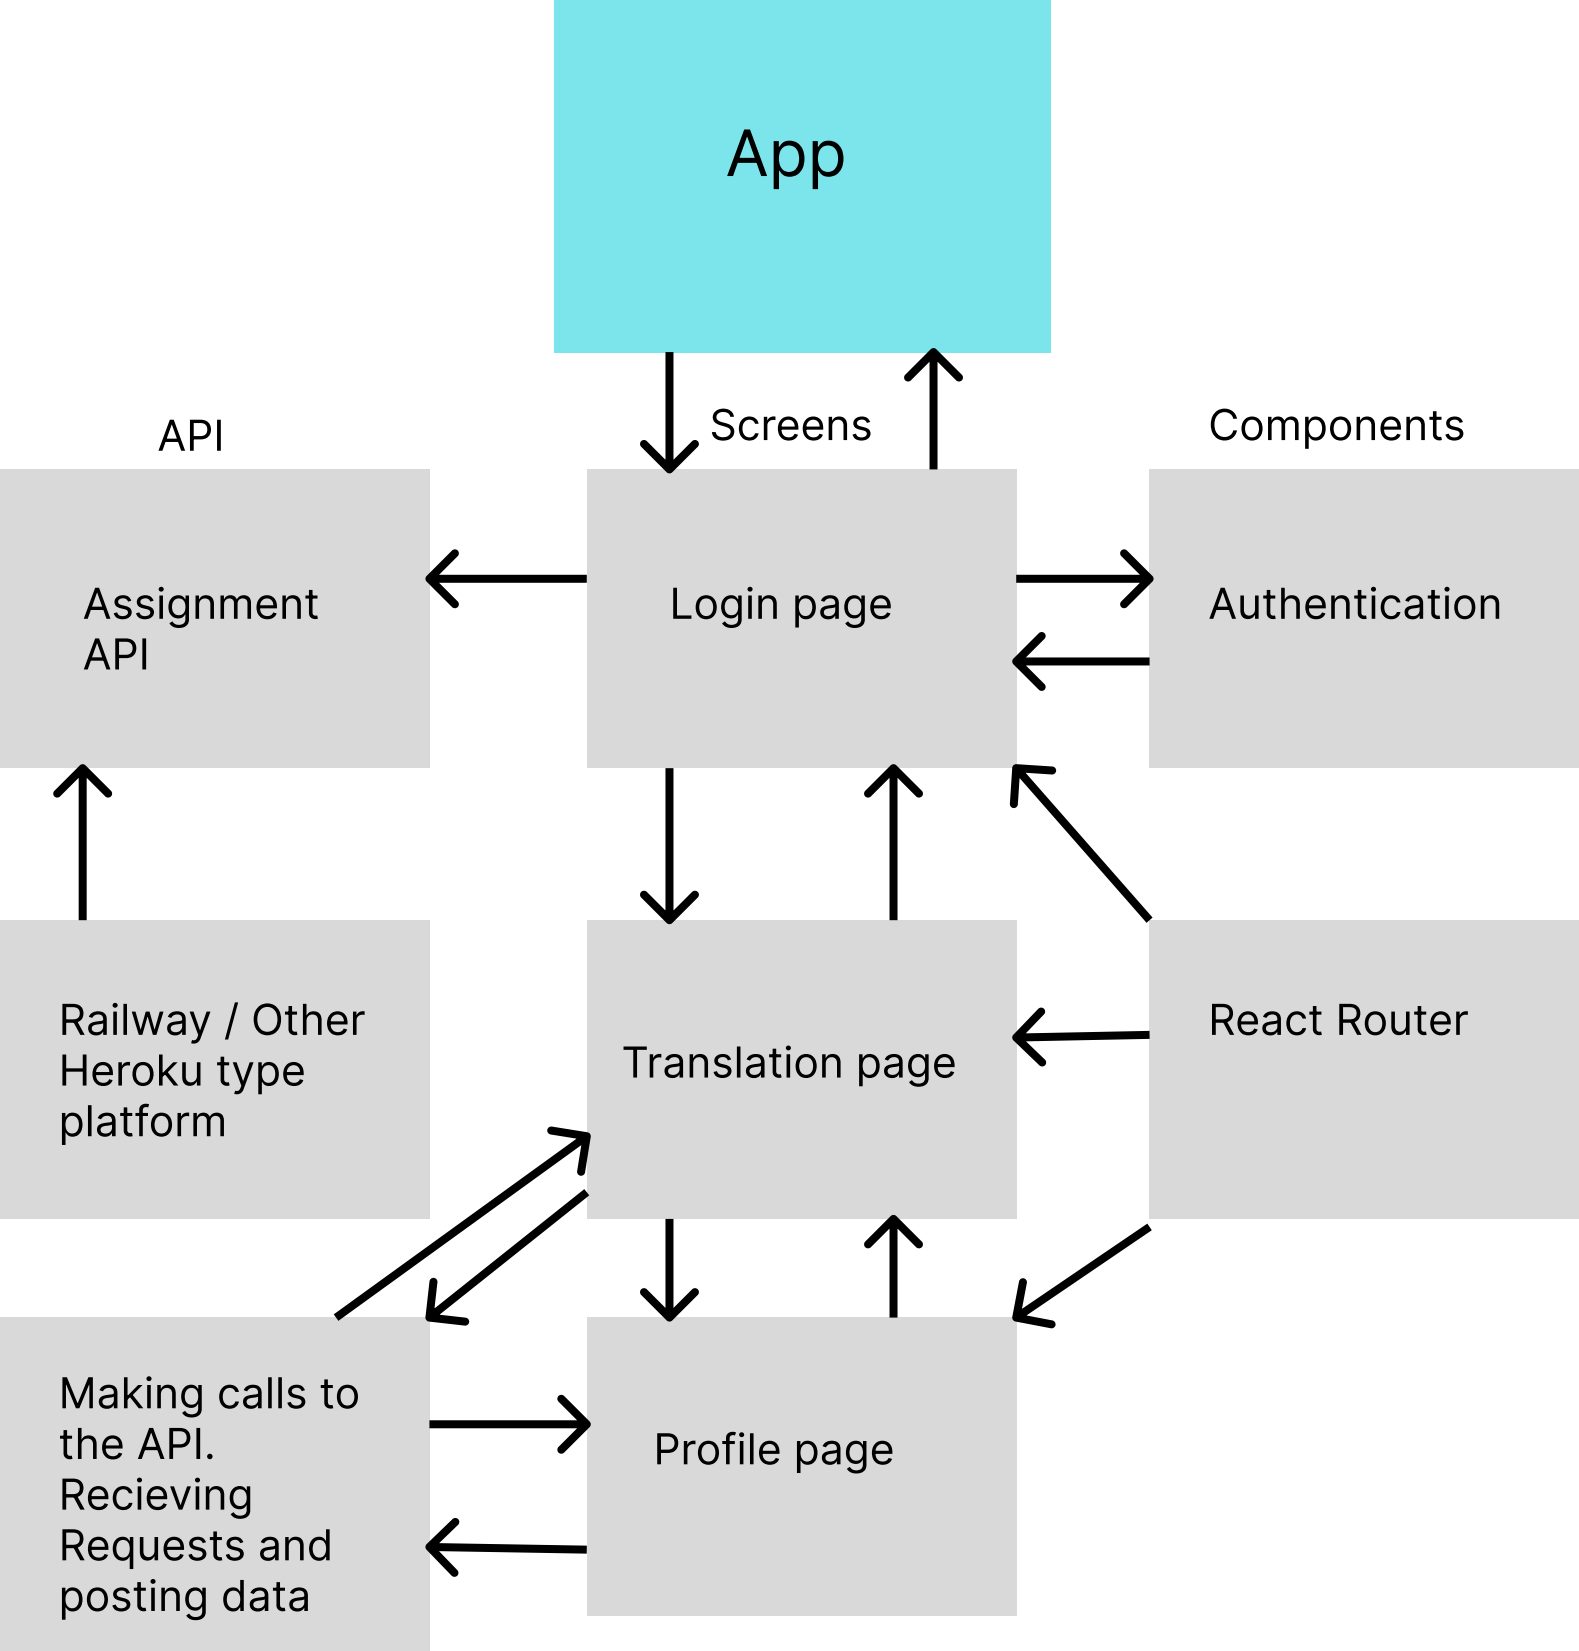 App
API
Screens
Components
Assignment
API
Login page
Authentication
Railway / Other
Heroku type
platform
Translation page
React Router
Making calls to
the API.
Recieving
Requests and
posting data
Profile page